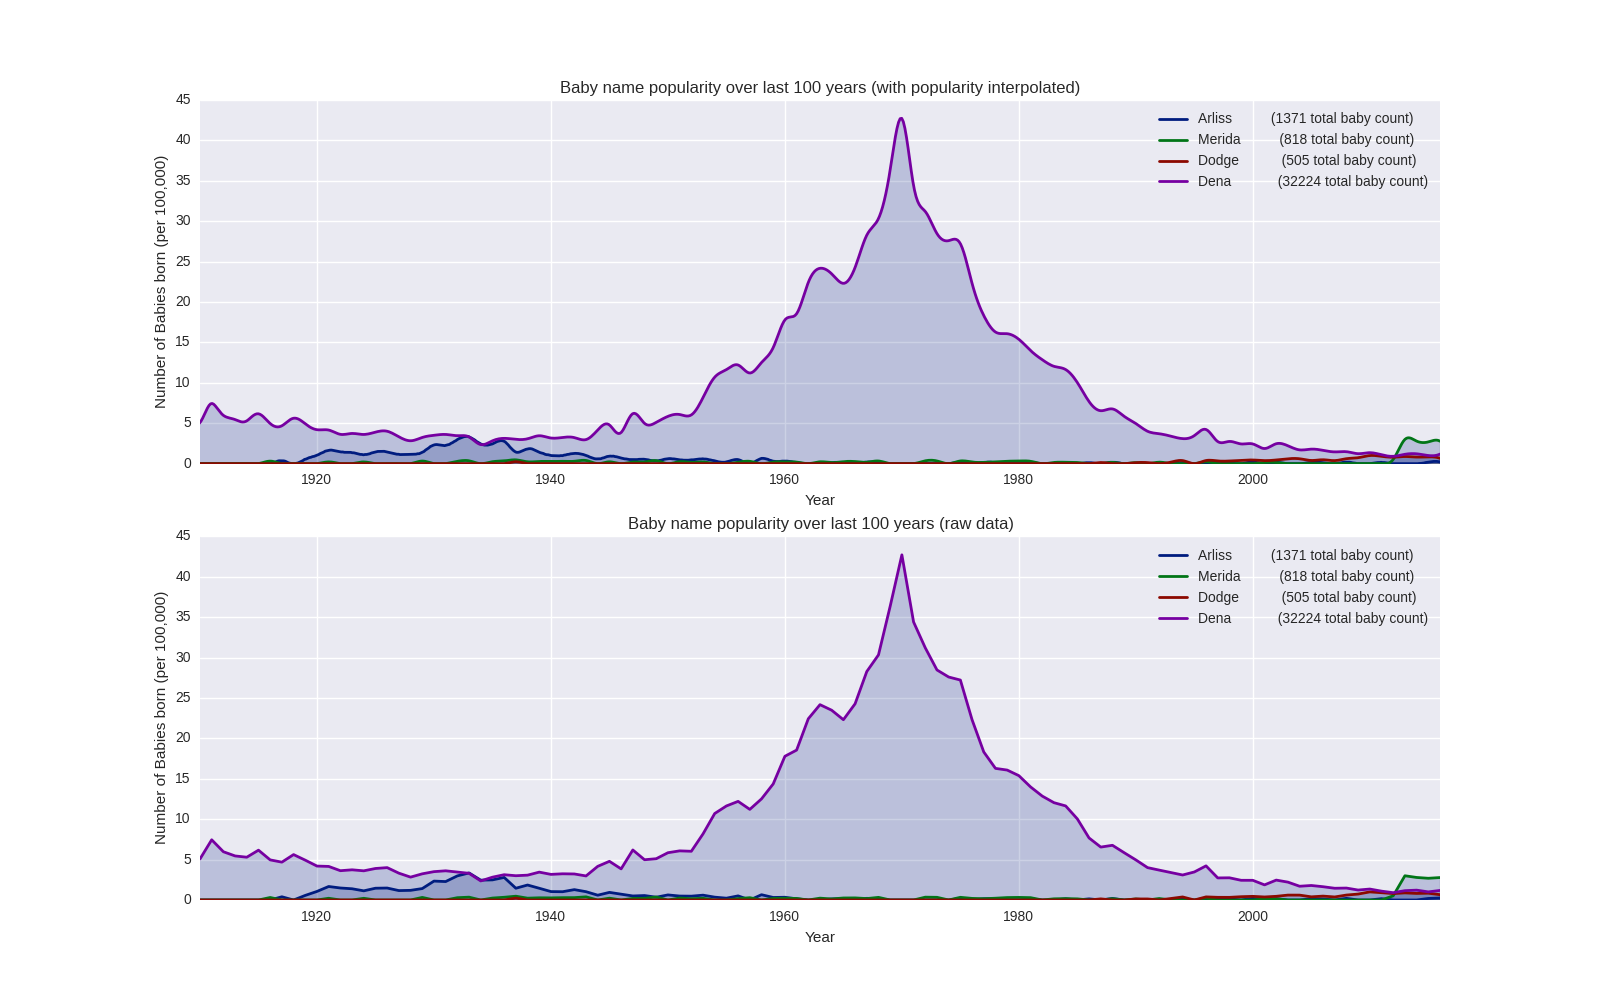 Baby name popularity over last 100 years (with popularity interpolated)
Number of Babies born (per 100,000)
45
40
35
30
25
20
15
10
5
0
Arliss (1371 total baby count)
Merida (818 total baby count)
Dodge (505 total baby count)
Dena (32224 total baby count)
1920 1940 1960 1980 2000
Year
Baby name popularity over last 100 years (raw data)
Number of Babies born (per 100,000)
45
40
35
30
25
20
15
10
5
0
Arliss (1371 total baby count)
Merida (818 total baby count)
Dodge (505 total baby count)
Dena (32224 total baby count)
1920 1940 1960 1980 2000
Year